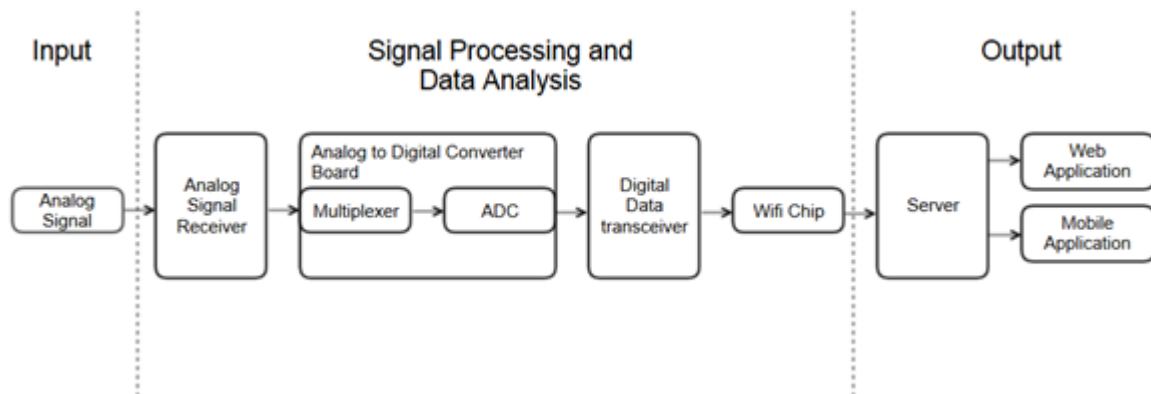 Input
Signal Processing and
Data Analysis
Output
Analog
Signal
Analog
Signal
Receiver
Analog to Digital Converter
Board
Multiplexer
ADC
Digital
Data
transceiver
Wifi Chip
Server
Web
Application
Mobile
Application